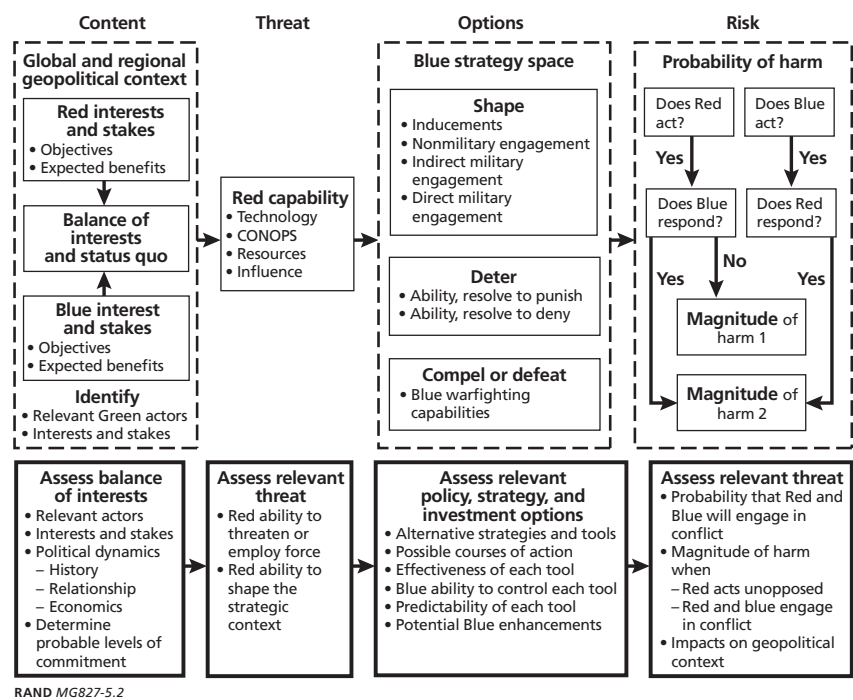 Content
Threat
Options
Risk
Global and regional
geopolitical context
Red interests
and stakes
• Objectives
• Expected benefits
Balance of
interests
and status quo
Blue interest
and stakes
• Objectives
• Expected benefits
Identify
• Relevant Green actors
• Interests and stakes
Red capability
• Technology
• CONOPS
• Resources
• Influence
Blue strategy space
Shape
• Inducements
• Nonmilitary engagement
• Indirect military
engagement
• Direct military
engagement
Deter
• Ability, resolve to punish
• Ability, resolve to deny
Compel or defeat
• Blue warfighting
capabilities
Probability of harm
Does Red
act?
Does Blue
act?
Yes
Yes
Does Blue
respond?
Does Red
respond?
Yes
No
Yes
Magnitude of
harm 1
Magnitude of
harm 2
Assess balance
of interests
• Relevant actors
• Interests and stakes
• Political dynamics
– History
– Relationship
– Economics
• Determine
probable levels of
commitment
Assess relevant
threat
• Red ability to
threaten or
employ force
• Red ability to
shape the
strategic
context
Assess relevant
policy, strategy, and
investment options
• Alternative strategies and tools
• Possible courses of action
• Effectiveness of each tool
• Blue ability to control each tool
• Predictability of each tool
• Potential Blue enhancements
Assess relevant threat
• Probability that Red and
Blue will engage in
conflict
• Magnitude of harm
when
– Red acts unopposed
– Red and blue engage
in conflict
• Impacts on geopolitical
context
RAND MG827-5.2